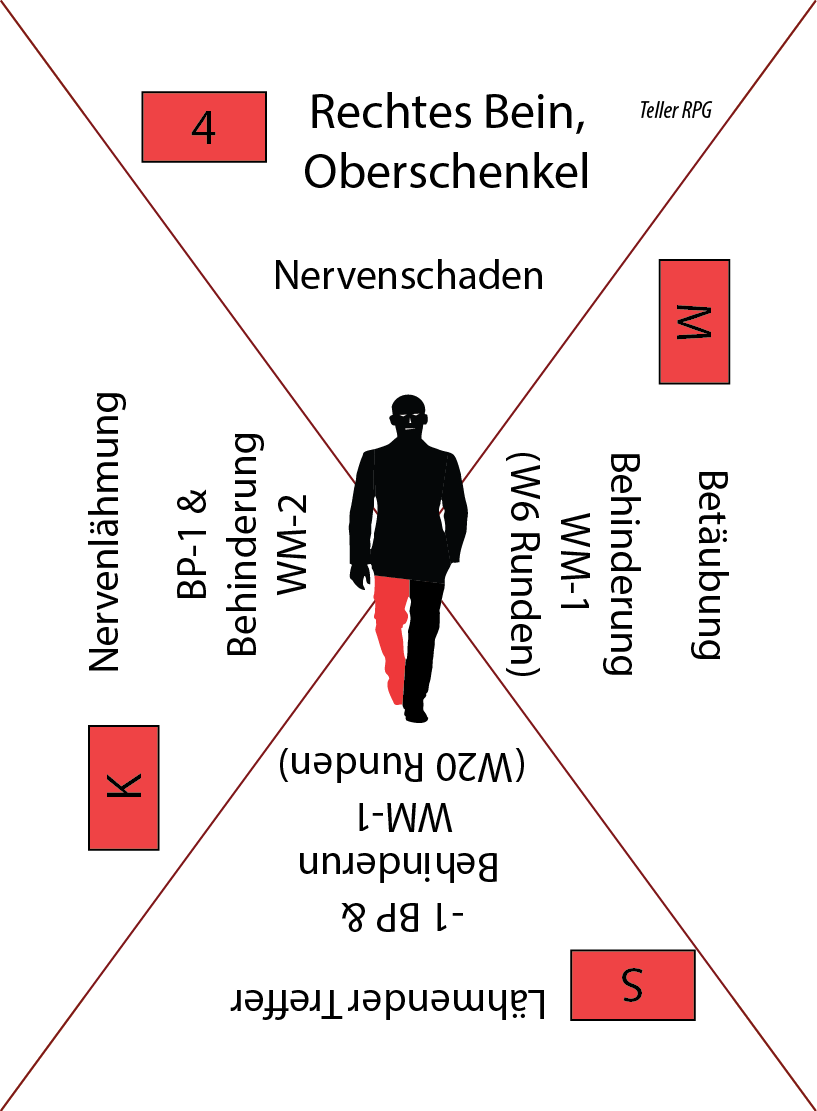 4
Rechtes Bein,
Oberschenkel
Teller RPG
Nervenschaden
M
Betäubung
Behinderung
WM-1
(W6 Runden)
S
Lähmender Treffer
-1 BP &
Behinderun
WM-1
(W20 Runden)
K
Nervenlähmung
BP-1 &
Behinderung
WM-2